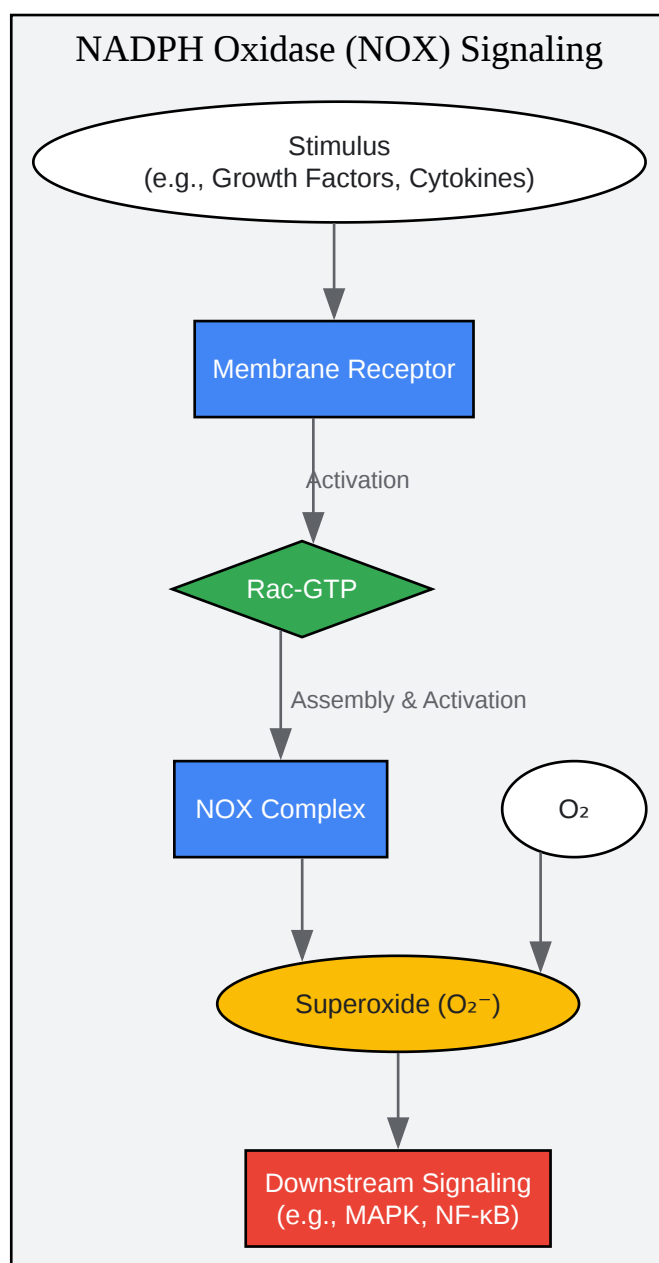 NADPH Oxidase (NOX) Signaling
Stimulus
(e.g., Growth Factors, Cytokines)
Membrane Receptor
Activation
Rac-GTP
Assembly & Activation
NOX Complex
O₂
Superoxide (O₂⁻)
Downstream Signaling
(e.g., MAPK, NF-κB)